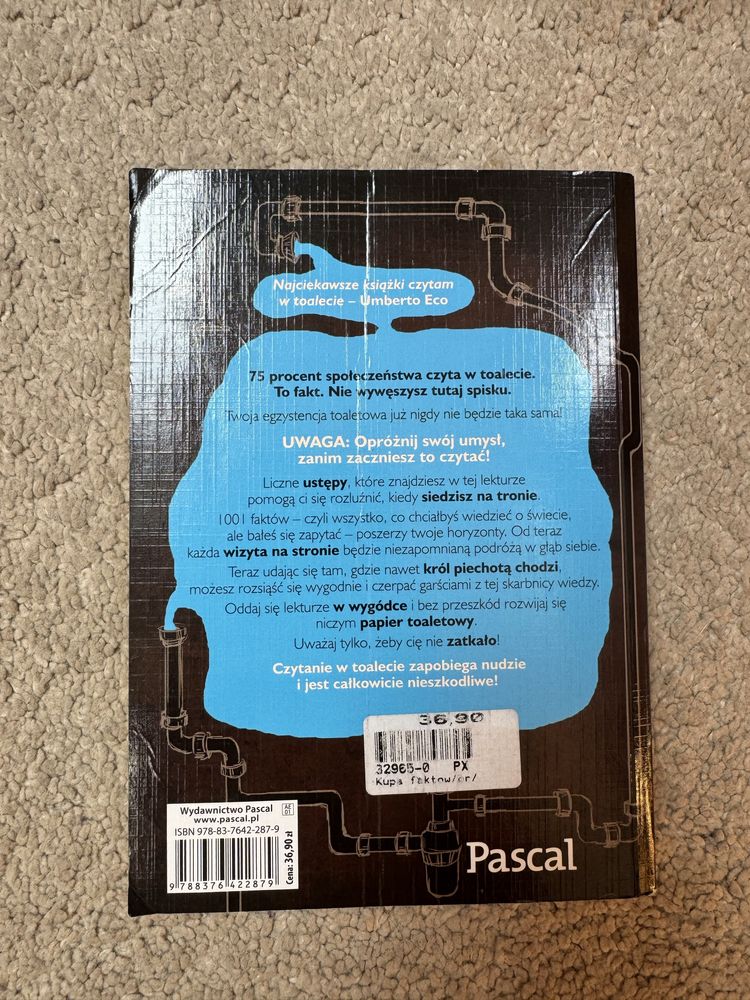 Najciekawsze książki czytam
w toalecie – Umberto Eco
75 procent społeczeństwa czyta w toalecie.
To fakt. Nie wywęszysz tutaj spisku.
Twoja egzystencja toaletowa już nigdy nie będzie taka sama!
UWAGA: Opróżnij swój umysł,
zanim zaczniesz to czytać!
Liczne ustępy, które znajdziesz w tej lekturze
pomogą ci się rozluźnić, kiedy siedzisz na tronie.
1001 faktów – czyli wszystko, co chciałbyś wiedzieć o świecie,
ale bałeś się zapytać – poszerzy twoje horyzonty. Od teraz
każda wizyta na stronie będzie niezapomnianą podróżą w głąb siebie.
Teraz udając się tam, gdzie nawet król piechotą chodzi,
możesz rozsiąść się wygodnie i czerpać garściami z tej skarbnicy wiedzy.
Oddaj się lekturze w wygódce i bez przeszkód rozwijaj się
niczym papier toaletowy.
Uważaj tylko, żeby cię nie zatkało!
Czytanie w toalecie zapobiega nudzie
i jest całkowicie nieszkodliwe!
36,90
32965-0 PX
Kupa faktow/or/
Wydawnictwo Pascal
www.pascal.pl
AE
01
ISBN 978-83-7642-287-9
9 788376 422879
Cena: 36,90 zł
Pascal